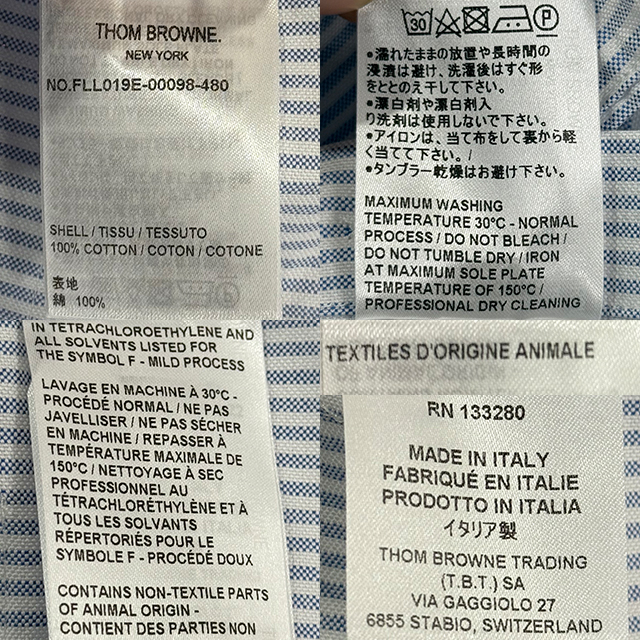 THOM BROWNE.
NEW YORK
NO.FLL019E-00098-480
SHELL / TISSU / TESSUTO
100% COTTON / COTON / COTONE
表地
綿 100%
30 P
●濡れたままの放置や長時間の
浸漬は避け、洗濯後はすぐ形
をととのえ干して下さい。
●漂白剤や漂白剤入
り洗剤は使用しないで下さい。
●アイロンは、当て布をして裏から軽
く当てて下さい。/
●タンブラー乾燥はお避け下さい。
MAXIMUM WASHING
TEMPERATURE 30°C - NORMAL
PROCESS / DO NOT BLEACH /
DO NOT TUMBLE DRY / IRON
AT MAXIMUM SOLE PLATE
TEMPERATURE OF 150°C /
PROFESSIONAL DRY CLEANING
IN TETRACHLOROETHYLENE AND
ALL SOLVENTS LISTED FOR
THE SYMBOL F - MILD PROCESS
LAVAGE EN MACHINE À 30°C -
PROCÉDÉ NORMAL / NE PAS
JAVELLISER / NE PAS SÉCHER
EN MACHINE / REPASSER À
TEMPÉRATURE MAXIMALE DE
150°C / NETTOYAGE À SEC
PROFESSIONNEL AU
TÉTRACHLORÉTHYLÈNE ET À
TOUS LES SOLVANTS
RÉPERTORIÉS POUR LE
SYMBOLE F - PROCÉDÉ DOUX
CONTAINS NON-TEXTILE PARTS
OF ANIMAL ORIGIN -
CONTIENT DES PARTIES NON
TEXTILES D'ORIGINE ANIMALE
RN 133280
MADE IN ITALY
FABRIQUÉ EN ITALIE
PRODOTTO IN ITALIA
イタリア製
THOM BROWNE TRADING
(T.B.T.) SA
VIA GAGGIOLO 27
6855 STABIO, SWITZERLAND